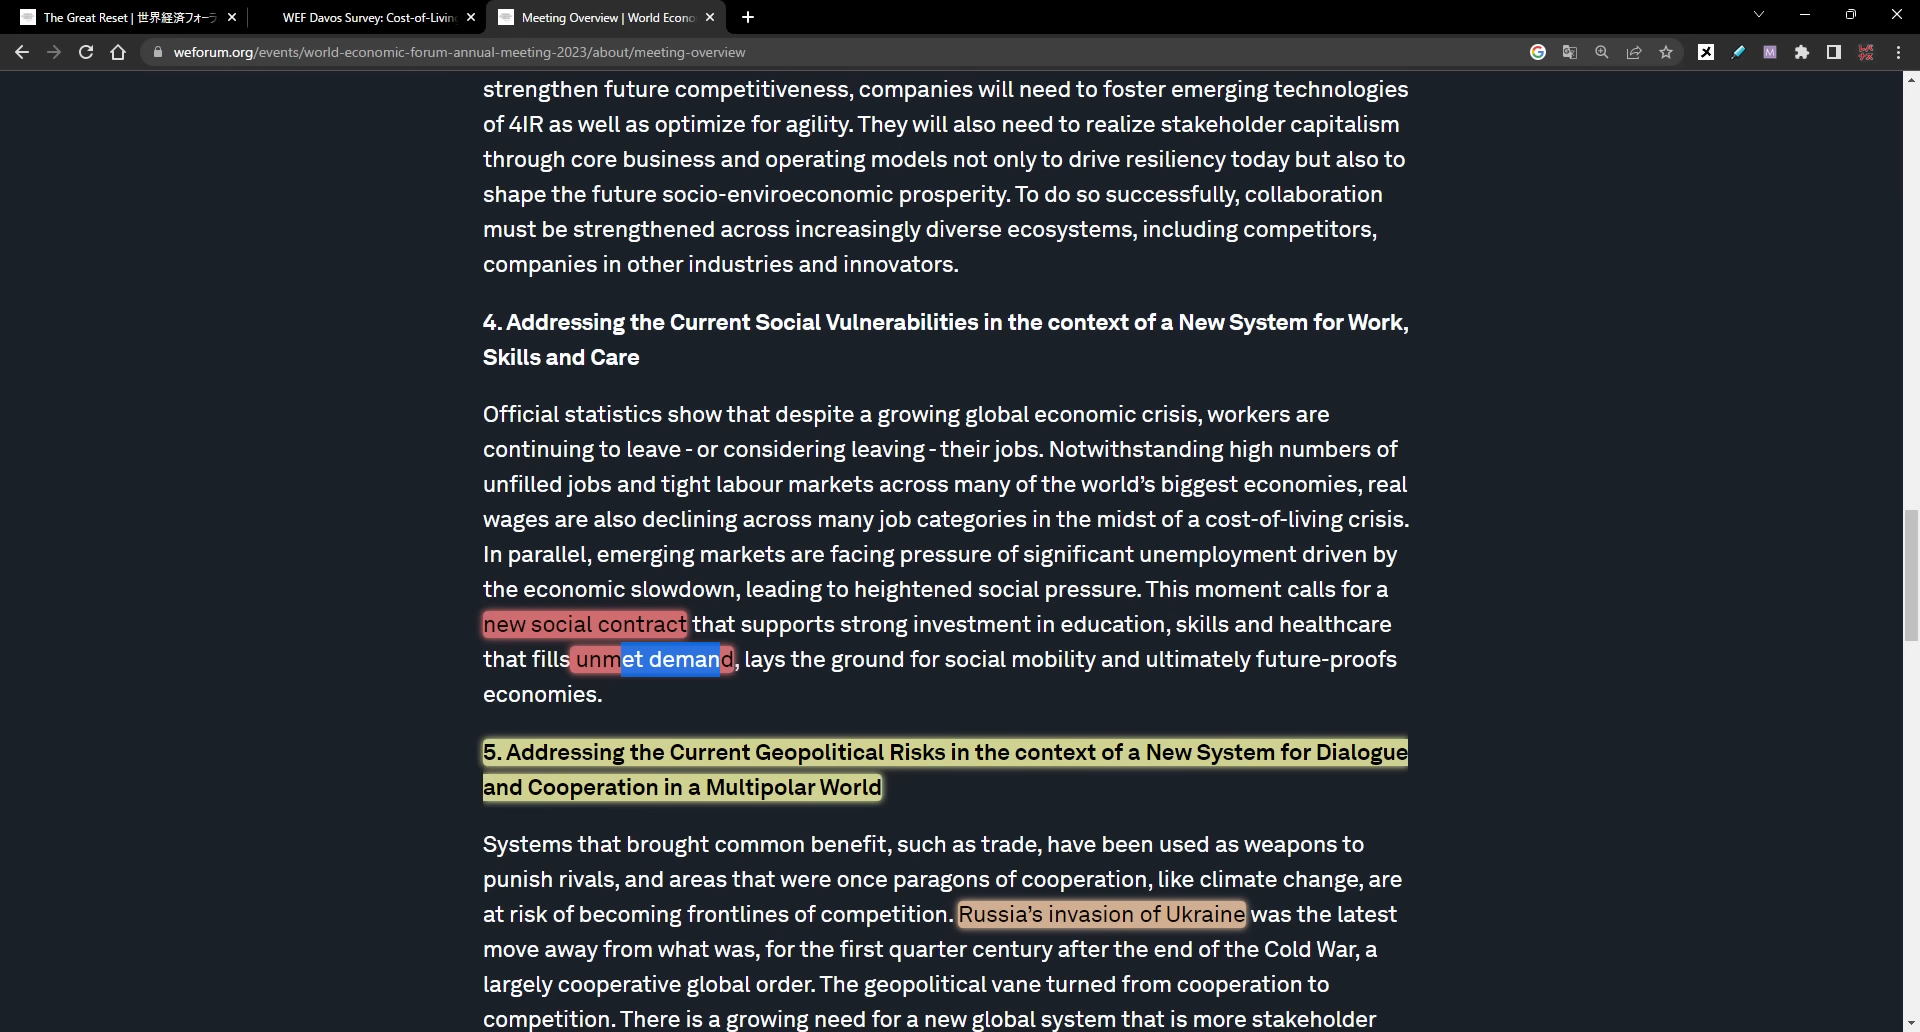 The Great Reset | 世界経済フォーラ
WEF Davos Survey: Cost-of-Livin
Meeting Overview | World Econo
weforum.org/events/world-economic-forum-annual-meeting-2023/about/meeting-overview
strengthen future competitiveness, companies will need to foster emerging technologies
of 4IR as well as optimize for agility. They will also need to realize stakeholder capitalism
through core business and operating models not only to drive resiliency today but also to
shape the future socio-enviroeconomic prosperity. To do so successfully, collaboration
must be strengthened across increasingly diverse ecosystems, including competitors,
companies in other industries and innovators.
4. Addressing the Current Social Vulnerabilities in the context of a New System for Work,
Skills and Care
Official statistics show that despite a growing global economic crisis, workers are
continuing to leave - or considering leaving - their jobs. Notwithstanding high numbers of
unfilled jobs and tight labour markets across many of the world’s biggest economies, real
wages are also declining across many job categories in the midst of a cost-of-living crisis.
In parallel, emerging markets are facing pressure of significant unemployment driven by
the economic slowdown, leading to heightened social pressure. This moment calls for a
new social contract that supports strong investment in education, skills and healthcare
that fills unmet demand, lays the ground for social mobility and ultimately future-proofs
economies.
5. Addressing the Current Geopolitical Risks in the context of a New System for Dialogue
and Cooperation in a Multipolar World
Systems that brought common benefit, such as trade, have been used as weapons to
punish rivals, and areas that were once paragons of cooperation, like climate change, are
at risk of becoming frontlines of competition. Russia’s invasion of Ukraine was the latest
move away from what was, for the first quarter century after the end of the Cold War, a
largely cooperative global order. The geopolitical vane turned from cooperation to
competition. There is a growing need for a new global system that is more stakeholder